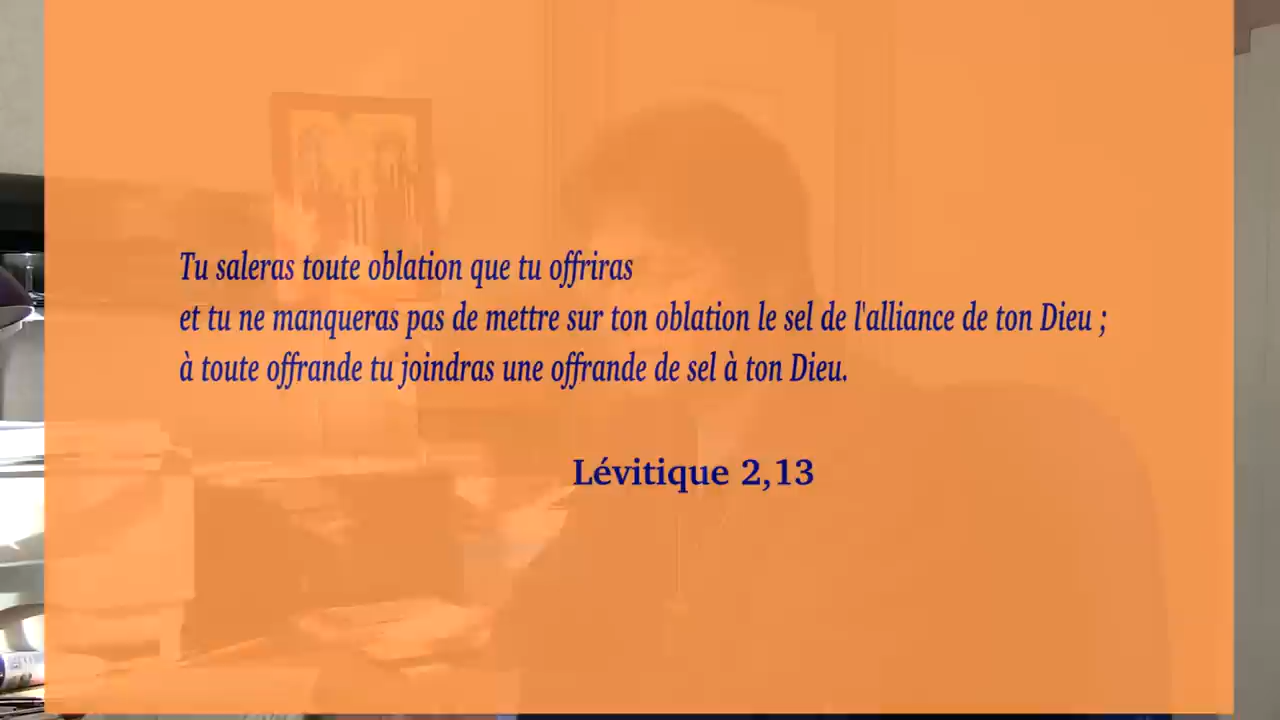 Tu saleras toute oblation que tu offriras
et tu ne manqueras pas de mettre sur ton oblation le sel de l'alliance de ton Dieu ;
à toute offrande tu joindras une offrande de sel à ton Dieu.
Lévitique 2,13